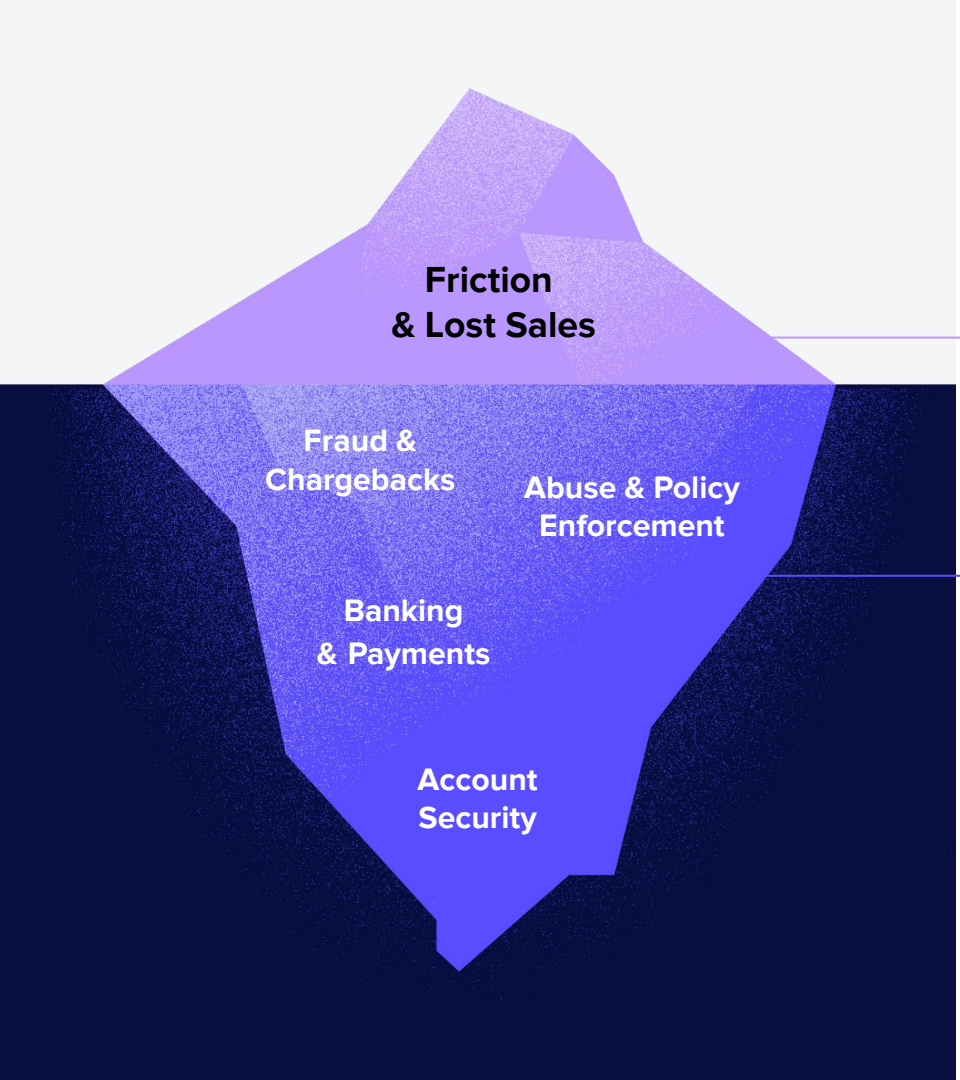 Friction
& Lost Sales
Fraud &
Chargebacks
Abuse & Policy
Enforcement
Banking
& Payments
Account
Security